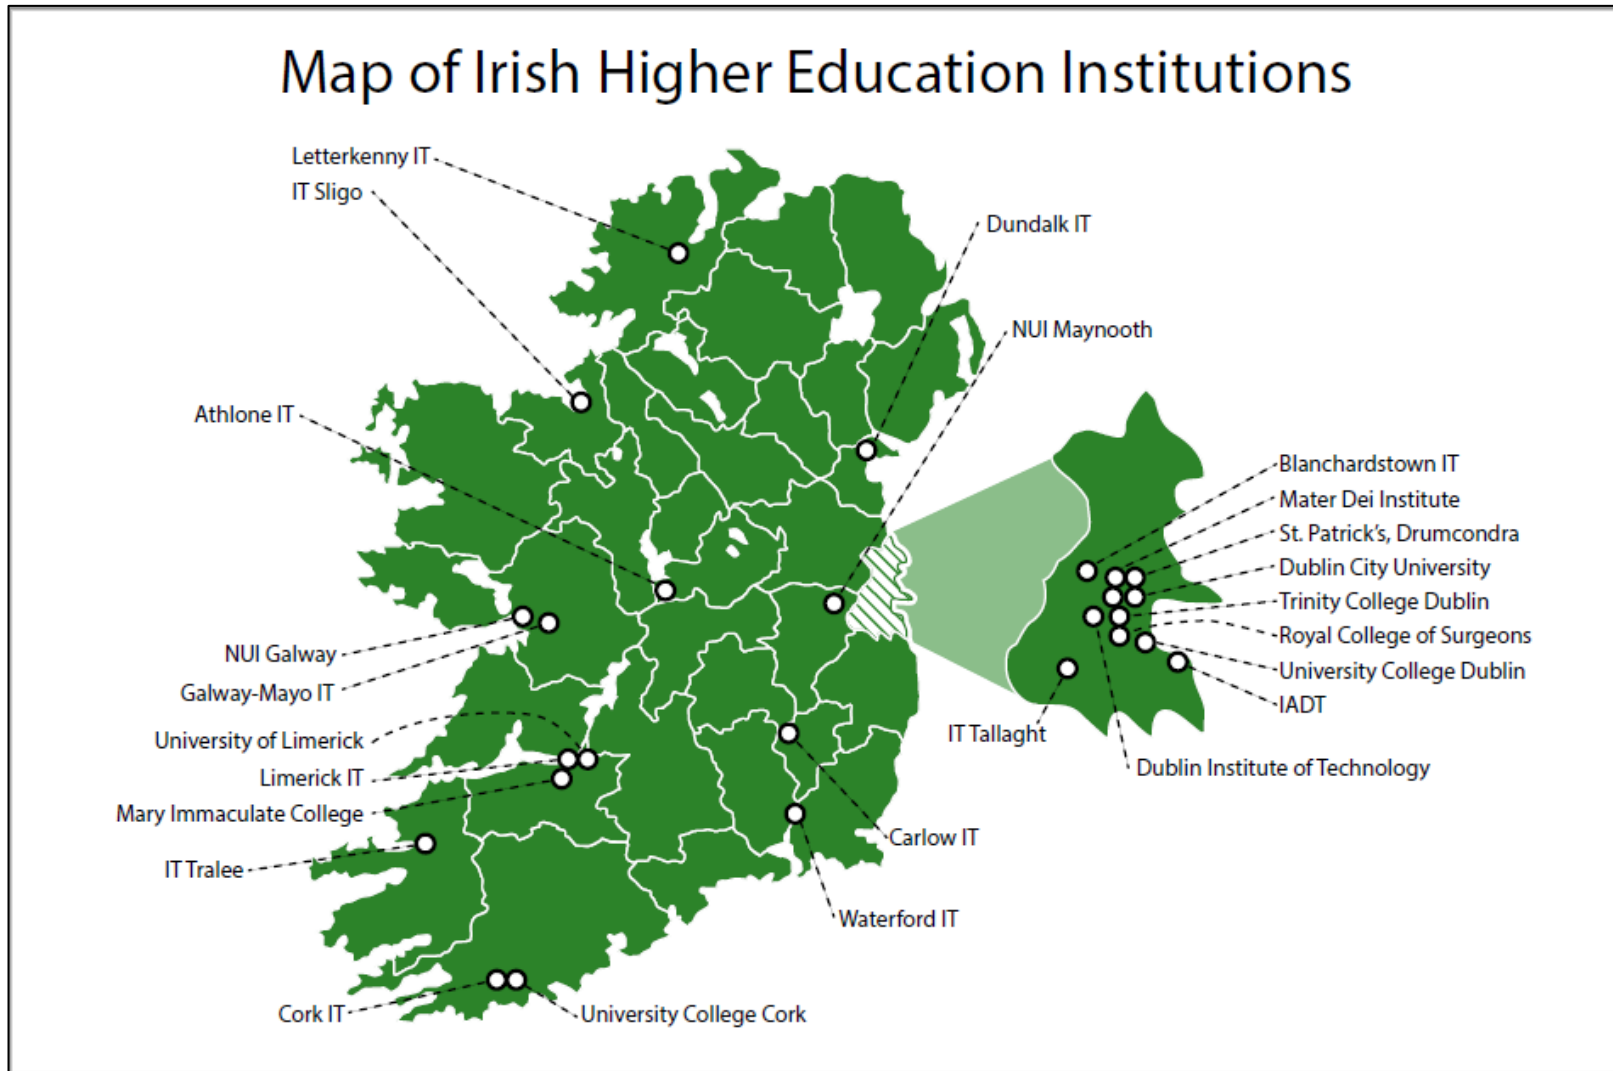 Map of Irish Higher Education Institutions
Letterkenny IT
IT Sligo
Dundalk IT
NUI Maynooth
Athlone IT
Blanchardstown IT
Mater Dei Institute
St. Patrick's, Drumcondra
Dublin City University
Trinity College Dublin
Royal College of Surgeons
University College Dublin
IADT
NUI Galway
Galway-Mayo IT
University of Limerick
Limerick IT
Mary Immaculate College
IT Tallaght
Dublin Institute of Technology
Carlow IT
IT Tralee
Waterford IT
Cork IT
University College Cork